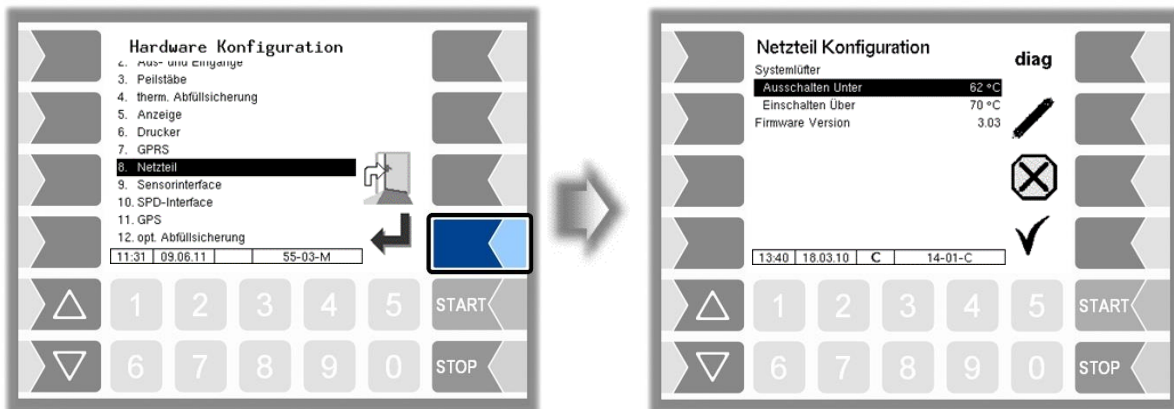 Hardware Konfiguration
2. Aus- und Eingänge
3. Peilstäbe
4. therm. Abfüllsicherung
5. Anzeige
6. Drucker
7. GPRS
8. Netzteil
9. Sensorinterface
10. SPD-Interface
11. GPS
12. opt. Abfüllsicherung
11:31 09.06.11 55-03-M
1 2 3 4 5 START
6 7 8 9 0 STOP
Netzteil Konfiguration
diag
Systemlüfter
Ausschalten Unter 62 °C
Einschalten Über 70 °C
Firmware Version 3.03
13:40 18.03.10 C 14-01-C
1 2 3 4 5 START
6 7 8 9 0 STOP